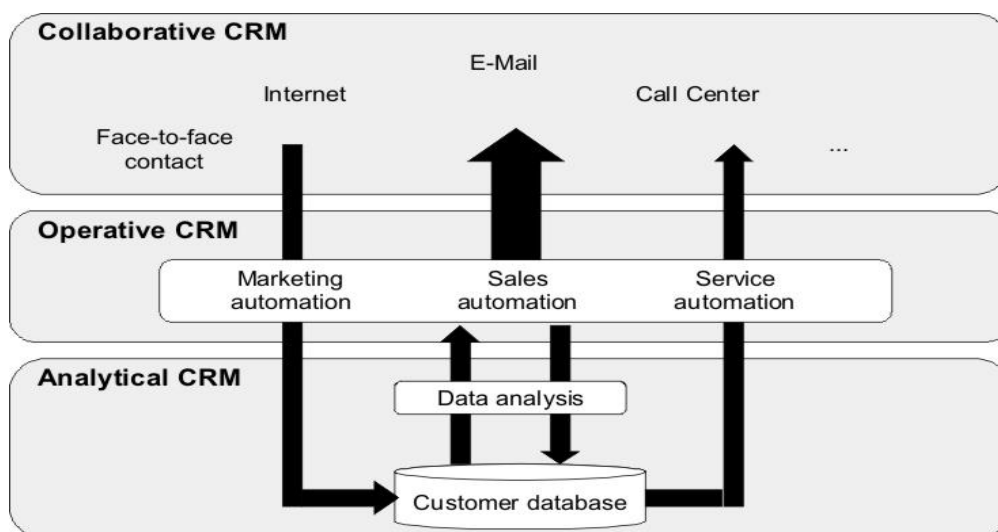 Collaborative CRM
E-Mail
Internet
Call Center
Face-to-face
contact
...
Operative CRM
Marketing
automation
Sales
automation
Service
automation
Analytical CRM
Data analysis
Customer database